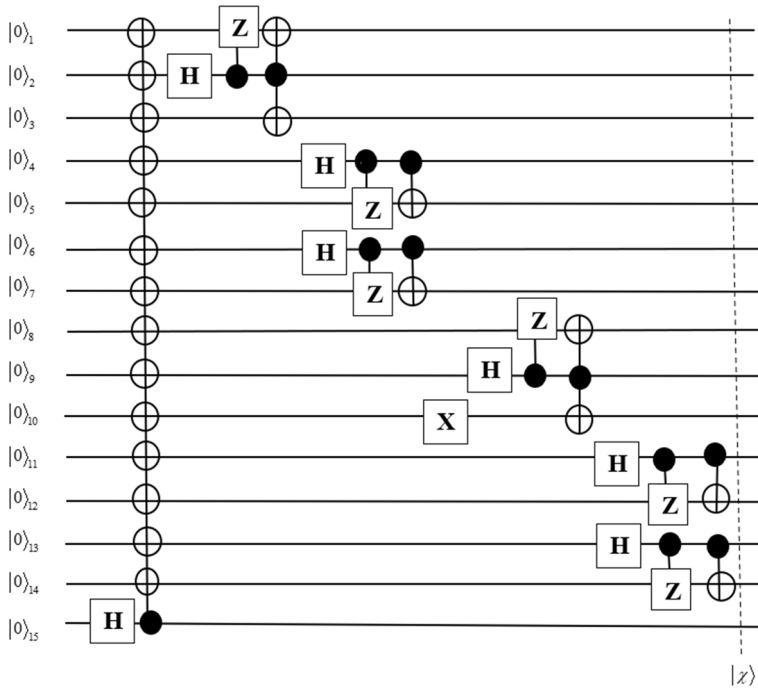 |0⟩₁ Z
|0⟩₂ H
|0⟩₃
|0⟩₄ H
|0⟩₅ Z
|0⟩₆ H
|0⟩₇ Z
|0⟩₈ Z
|0⟩₉ H
|0⟩₁₀ X
|0⟩₁₁ H
|0⟩₁₂ Z
|0⟩₁₃ H
|0⟩₁₄ Z
|0⟩₁₅ H
|χ⟩